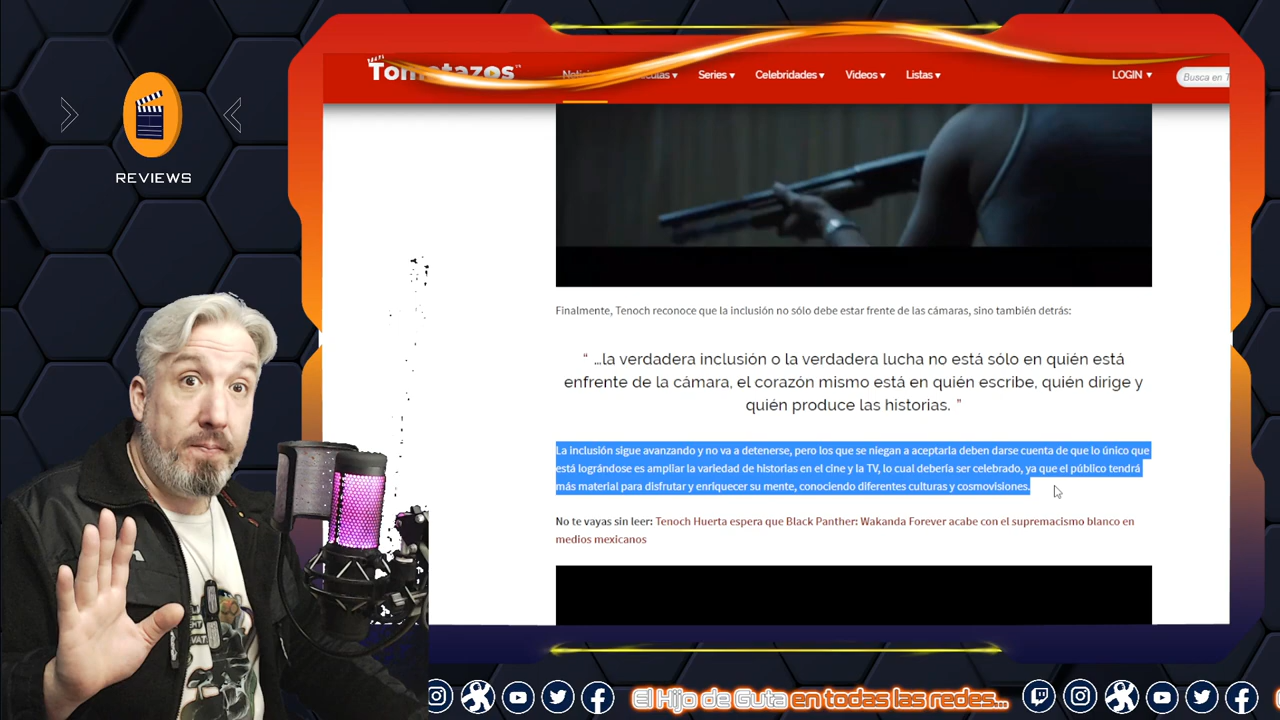 Tomatazos
Series ▾
Celebridades ▾
Videos ▾
Listas ▾
LOGIN ▾
Busca en T
REVIEWS
Finalmente, Tenoch reconoce que la inclusión no sólo debe estar frente de las cámaras, sino también detrás:
“ ...la verdadera inclusión o la verdadera lucha no está sólo en quién está
enfrente de la cámara, el corazón mismo está en quién escribe, quién dirige y
quién produce las historias. ”
La inclusión sigue avanzando y no va a detenerse, pero los que se niegan a aceptarla deben darse cuenta de que lo único que
está lográndose es ampliar la variedad de historias en el cine y la TV, lo cual debería ser celebrado, ya que el público tendrá
más material para disfrutar y enriquecer su mente, conociendo diferentes culturas y cosmovisiones.
No te vayas sin leer: Tenoch Huerta espera que Black Panther: Wakanda Forever acabe con el supremacismo blanco en
medios mexicanos
El Hijo de Guta en todas las redes...